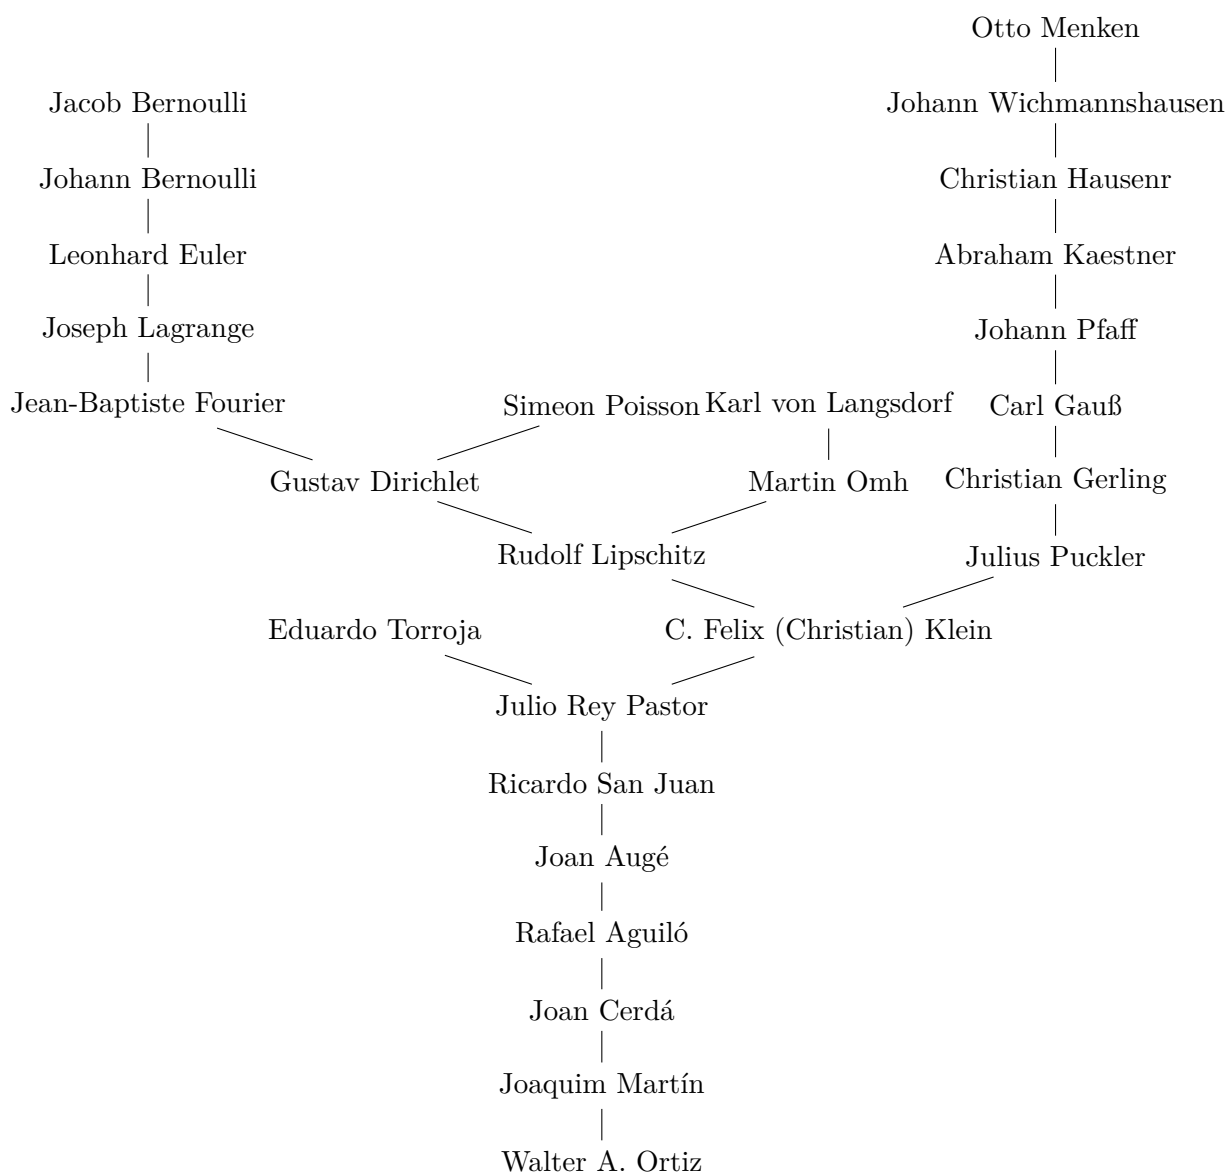 Otto Menken
Jacob Bernoulli
Johann Wichmannshausen
Johann Bernoulli
Christian Hausenr
Leonhard Euler
Abraham Kaestner
Joseph Lagrange
Johann Pfaff
Jean-Baptiste Fourier
Simeon Poisson
Karl von Langsdorf
Carl Gauß
Gustav Dirichlet
Martin Omh
Christian Gerling
Rudolf Lipschitz
Julius Puckler
Eduardo Torroja
C. Felix (Christian) Klein
Julio Rey Pastor
Ricardo San Juan
Joan Augé
Rafael Aguiló
Joan Cerdá
Joaquim Martín
Walter A. Ortiz